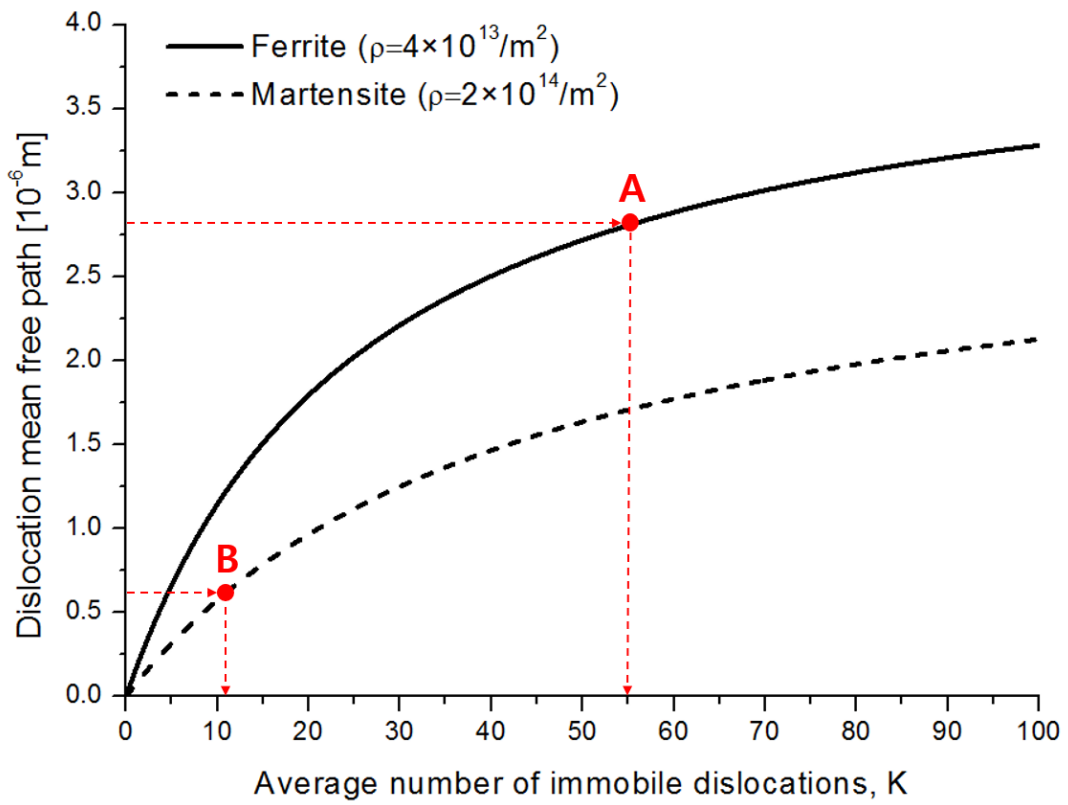 4.0
3.5
3.0
2.5
2.0
1.5
1.0
0.5
0.0
Dislocation mean free path [10⁻⁶m]
Ferrite (ρ=4×10¹³/m²)
Martensite (ρ=2×10¹⁴/m²)
A
B
0 10 20 30 40 50 60 70 80 90 100
Average number of immobile dislocations, K